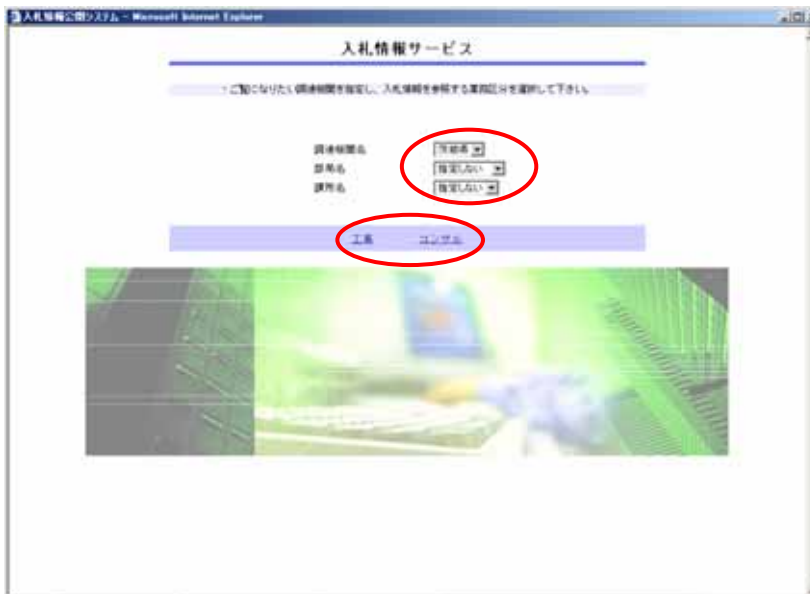 入札情報公開システム - Microsoft Internet Explorer
入札情報サービス
・ご覧になりたい調達機関を指定し、入札情報を参照する業務区分を選択して下さい。
調達機関名 茨城県
部局名 指定しない
課所名 指定しない
工事 コンサル